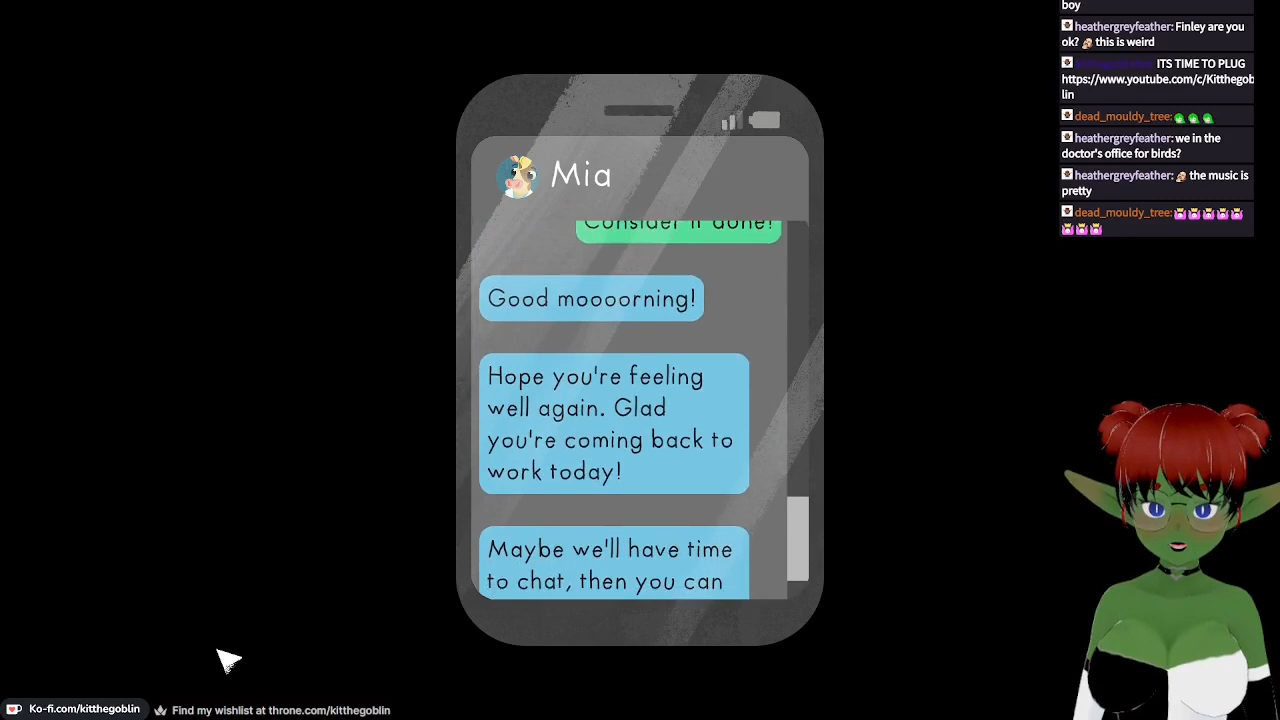 Mia
Consider it done!
Good moooorning!
Hope you're feeling
well again. Glad
you're coming back to
work today!
Maybe we'll have time
to chat, then you can
boy
heathergreyfeather: Finley are you
ok? this is weird
ITS TIME TO PLUG
https://www.youtube.com/c/Kitthegob
lin
dead_mouldy_tree:
heathergreyfeather: we in the
doctor's office for birds?
heathergreyfeather: the music is
pretty
dead_mouldy_tree:
Ko-fi.com/kitthegoblin
Find my wishlist at throne.com/kitthegoblin